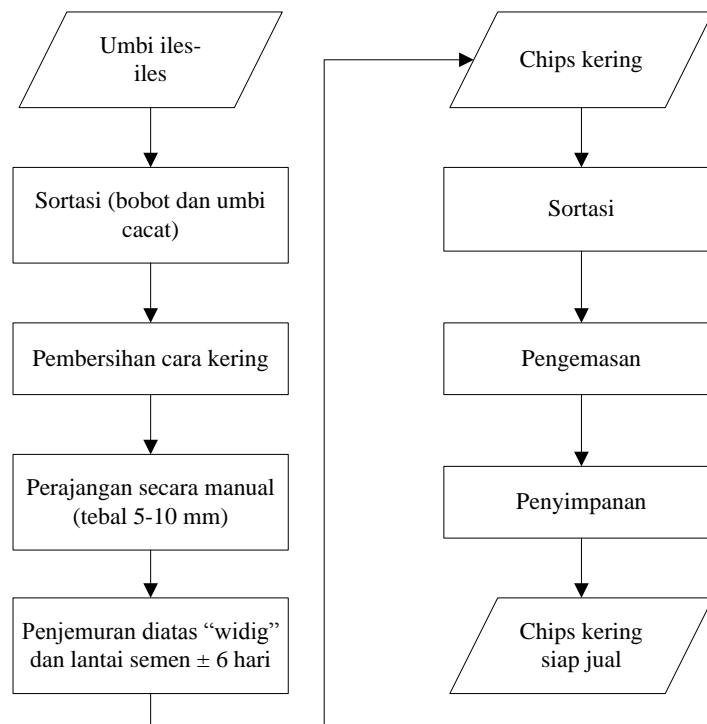 Umbi iles-
iles
Sortasi (bobot dan umbi
cacat)
Pembersihan cara kering
Perajangan secara manual
(tebal 5-10 mm)
Penjemuran diatas “widig”
dan lantai semen ± 6 hari
Chips kering
Sortasi
Pengemasan
Penyimpanan
Chips kering
siap jual